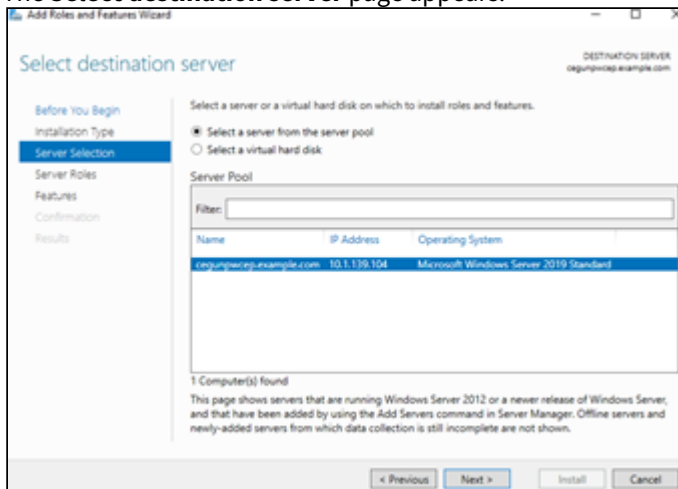 The Select destination server page appears.
Add Roles and Features Wizard
Select destination server
DESTINATION SERVER
cegunpwcep.example.com
Before You Begin
Installation Type
Server Selection
Server Roles
Features
Confirmation
Results
Select a server or a virtual hard disk on which to install roles and features.
Select a server from the server pool
Select a virtual hard disk
Server Pool
Filter:
Name IP Address Operating System
cegunpwcep.example.com 10.1.139.104 Microsoft Windows Server 2019 Standard
1 Computer(s) found
This page shows servers that are running Windows Server 2012 or a newer release of Windows Server,
and that have been added by using the Add Servers command in Server Manager. Offline servers and
newly-added servers from which data collection is still incomplete are not shown.
< Previous Next > Install Cancel